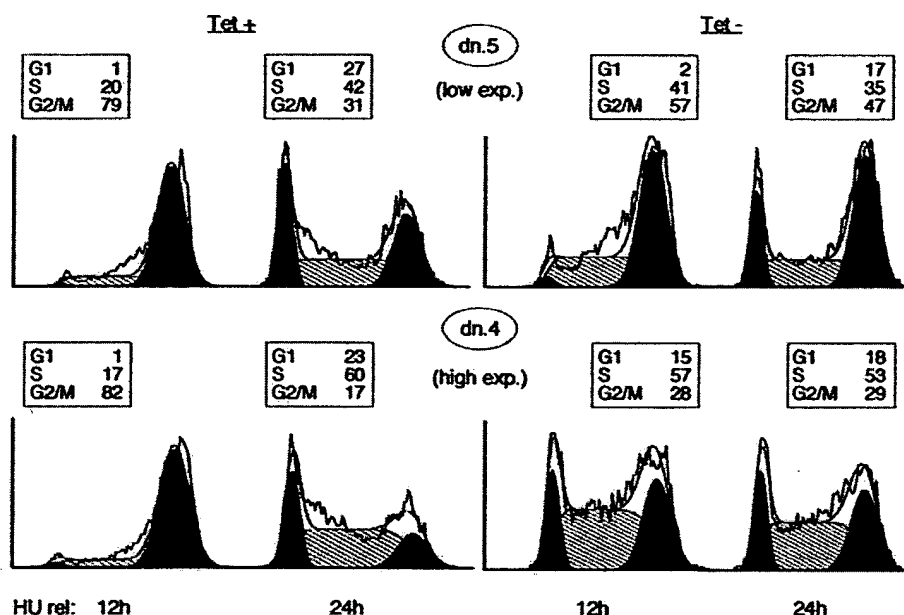 Tet +
Tet -
dn.5
(low exp.)
G1 1
S 20
G2/M 79
G1 27
S 42
G2/M 31
G1 2
S 41
G2/M 57
G1 17
S 35
G2/M 47
dn.4
(high exp.)
G1 1
S 17
G2/M 82
G1 23
S 60
G2/M 17
G1 15
S 57
G2/M 28
G1 18
S 53
G2/M 29
HU rel: 12h 24h 12h 24h